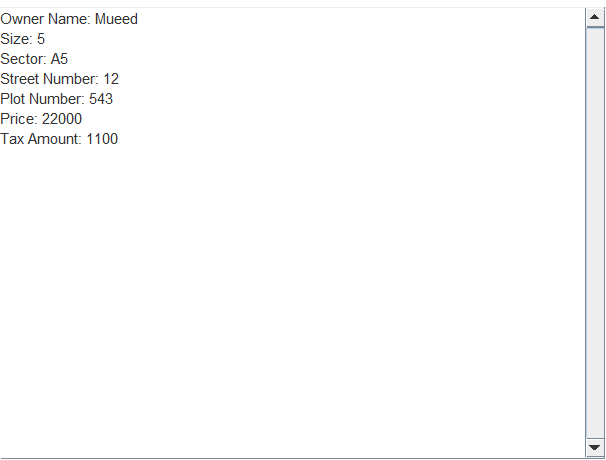 Owner Name: Mueed
Size: 5
Sector: A5
Street Number: 12
Plot Number: 543
Price: 22000
Tax Amount: 1100